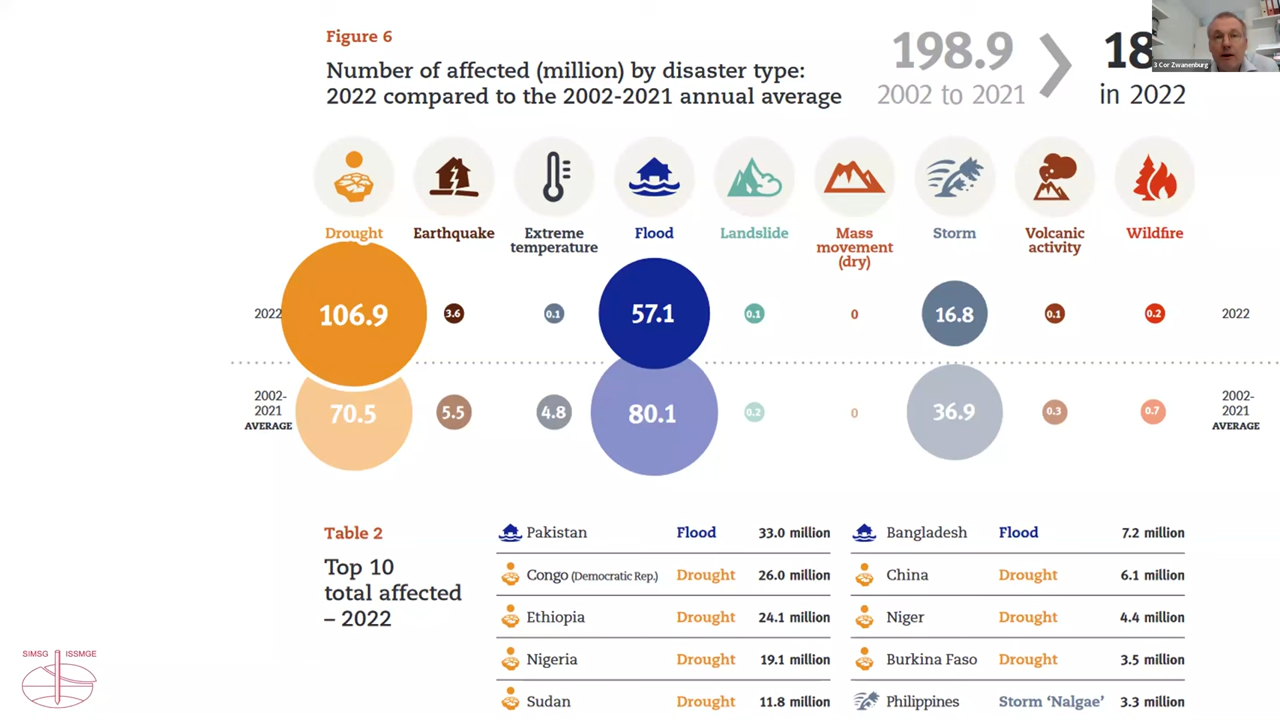 Figure 6
Number of affected (million) by disaster type:
2022 compared to the 2002-2021 annual average
198.9
2002 to 2021
18
in 2022
3 Cor Zwanenburg
Drought
Earthquake
Extreme
temperature
Flood
Landslide
Mass
movement
(dry)
Storm
Volcanic
activity
Wildfire
2022
106.9
3.6
0.1
57.1
0.1
0
16.8
0.1
0.2
2022
2002-
2021
AVERAGE
70.5
5.5
4.8
80.1
0.2
0
36.9
0.3
0.7
2002-
2021
AVERAGE
Table 2
Top 10
total affected
– 2022
Pakistan Flood 33.0 million
Congo (Democratic Rep.) Drought 26.0 million
Ethiopia Drought 24.1 million
Nigeria Drought 19.1 million
Sudan Drought 11.8 million
Bangladesh Flood 7.2 million
China Drought 6.1 million
Niger Drought 4.4 million
Burkina Faso Drought 3.5 million
Philippines Storm ‘Nalgae’ 3.3 million
SIMSG ISSMGE